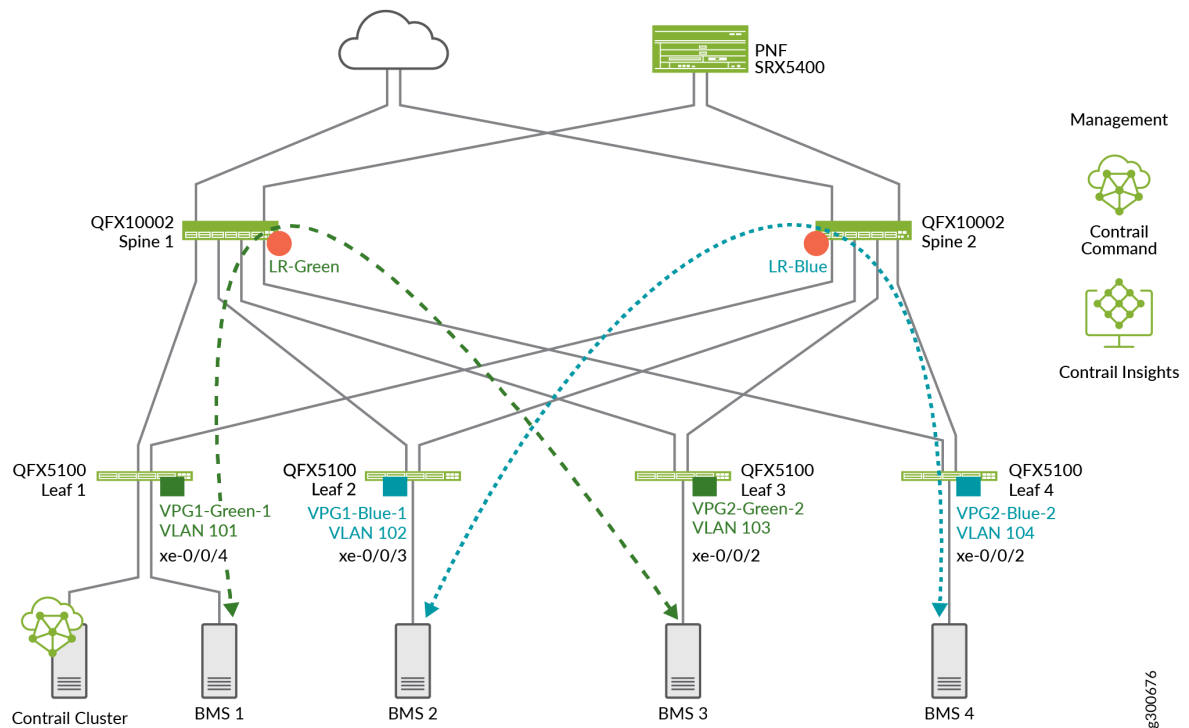 PNF
SRX5400
Management
Contrail
Command
Contrail Insights
QFX10002
Spine 1
LR-Green
LR-Blue
QFX10002
Spine 2
QFX5100
Leaf 1
VPG1-Green-1
VLAN 101
xe-0/0/4
QFX5100
Leaf 2
VPG1-Blue-1
VLAN 102
xe-0/0/3
QFX5100
Leaf 3
VPG2-Green-2
VLAN 103
xe-0/0/2
QFX5100
Leaf 4
VPG2-Blue-2
VLAN 104
xe-0/0/2
Contrail Cluster
BMS 1
BMS 2
BMS 3
BMS 4
g300676